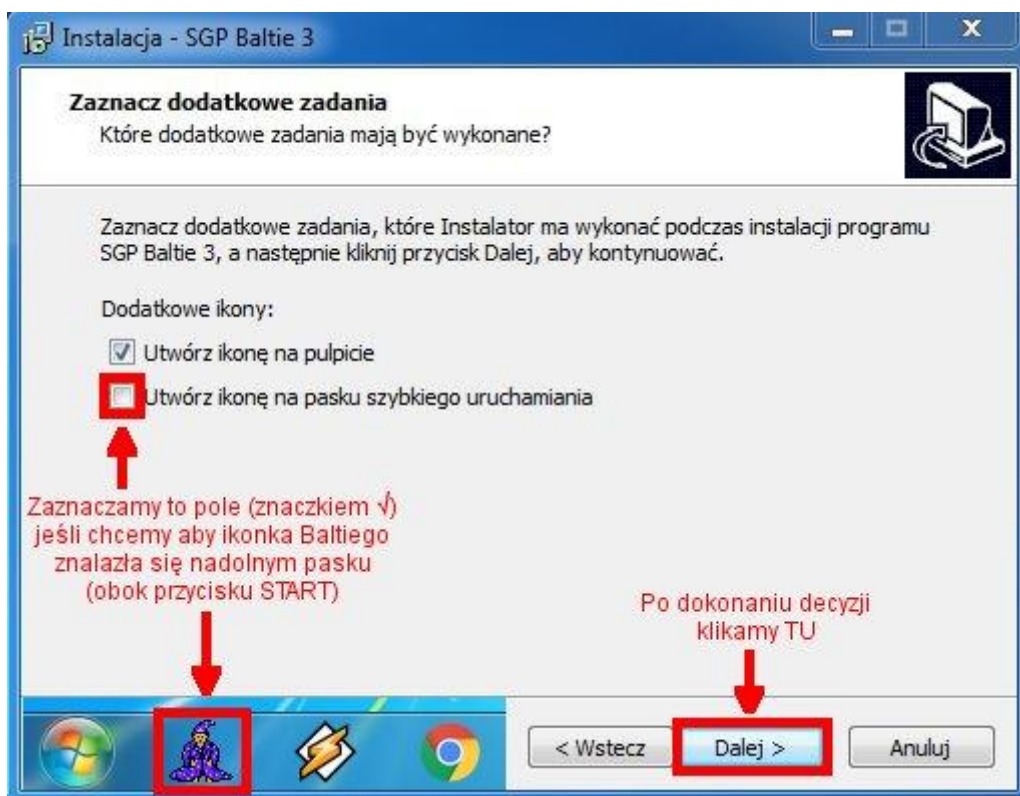 Instalacja - SGP Baltie 3
Zaznacz dodatkowe zadania
Które dodatkowe zadania mają być wykonane?
Zaznacz dodatkowe zadania, które Instalator ma wykonać podczas instalacji programu
SGP Baltie 3, a następnie kliknij przycisk Dalej, aby kontynuować.
Dodatkowe ikony:
Utwórz ikonę na pulpicie
Utwórz ikonę na pasku szybkiego uruchamiania
Zaznaczamy to pole (znaczkiem √)
jeśli chcemy aby ikonka Baltiego
znalazła się nadolnym pasku
(obok przycisku START)
Po dokonaniu decyzji
klikamy TU
< Wstecz
Dalej >
Anuluj